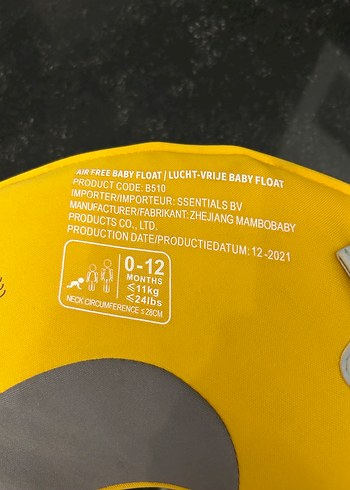 AIR FREE BABY FLOAT | LUCHT-VRIJE BABY FLOAT
PRODUCT CODE: B510
IMPORTER/IMPORTEUR: SSENTIALS BV
MANUFACTURER/FABRIKANT: ZHEJIANG MAMBOBABY
PRODUCTS CO., LTD.
PRODUCTION DATE/PRODUCTIEDATUM: 12-2021
0-12
MONTHS
≤11kg
≤24lbs
NECK CIRCUMFERENCE ≤28CM